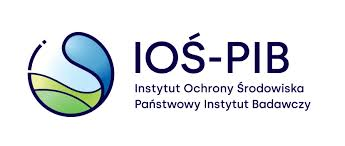 IOŚ-PIB
Instytut Ochrony Środowiska
Państwowy Instytut Badawczy